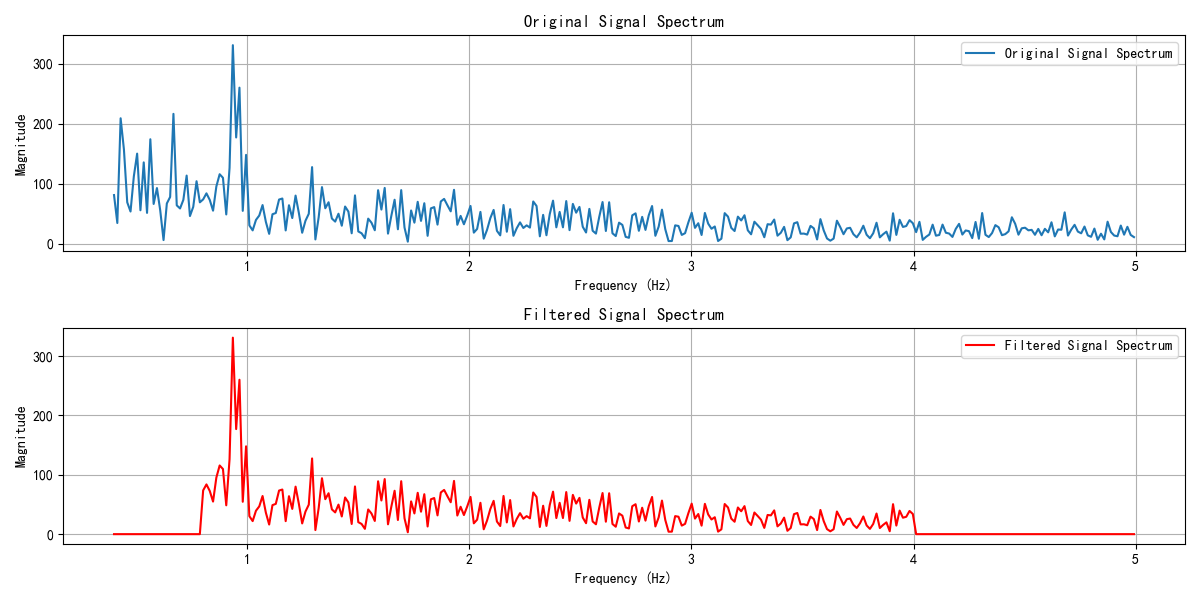 Original Signal Spectrum
Original Signal Spectrum
Magnitude
300
200
100
0
1
2
3
4
5
Frequency (Hz)
Filtered Signal Spectrum
Filtered Signal Spectrum
Magnitude
300
200
100
0
1
2
3
4
5
Frequency (Hz)